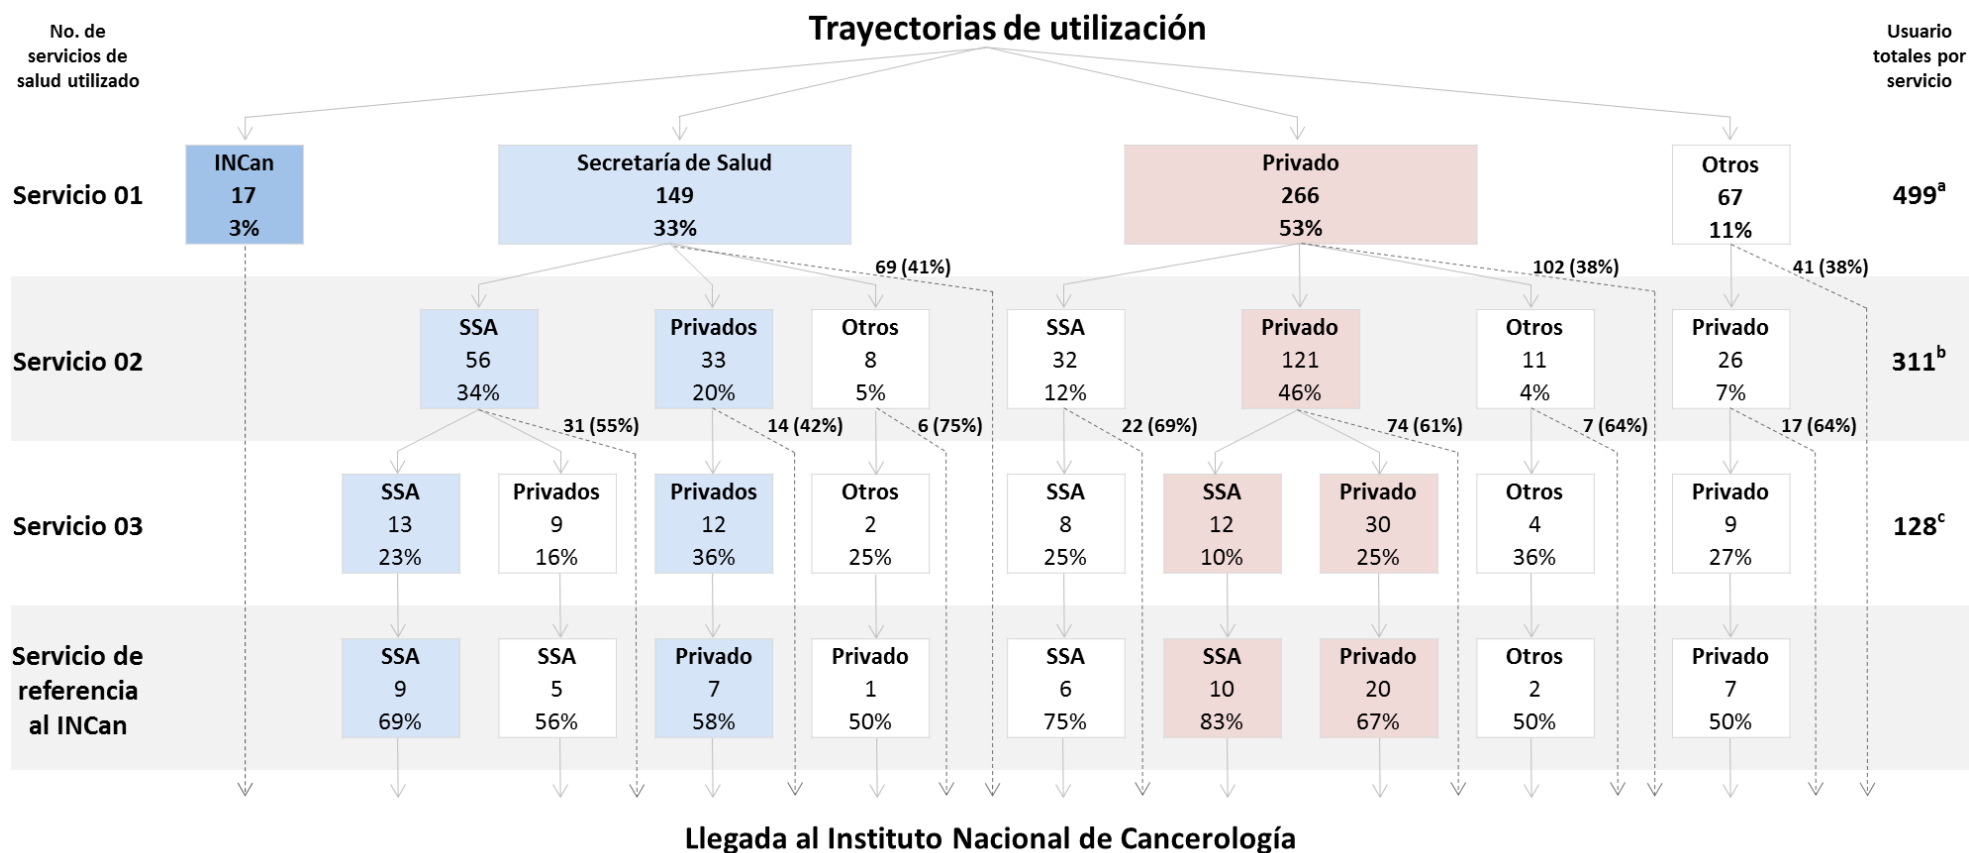 Trayectorias de utilización
No. de
servicios de
salud utilizado
Usuario
totales por
servicio
Servicio 01
INCan
17
3%
Secretaría de Salud
149
33%
Privado
266
53%
Otros
67
11%
499a
69 (41%)
102 (38%)
41 (38%)
Servicio 02
SSA
56
34%
Privados
33
20%
Otros
8
5%
SSA
32
12%
Privado
121
46%
Otros
11
4%
Privado
26
7%
311b
31 (55%)
14 (42%)
6 (75%)
22 (69%)
74 (61%)
7 (64%)
17 (64%)
Servicio 03
SSA
13
23%
Privados
9
16%
Privados
12
36%
Otros
2
25%
SSA
8
25%
SSA
12
10%
Privado
30
25%
Otros
4
36%
Privado
9
27%
128c
Servicio de
referencia
al INCan
SSA
9
69%
SSA
5
56%
Privado
7
58%
Privado
1
50%
SSA
6
75%
SSA
10
83%
Privado
20
67%
Otros
2
50%
Privado
7
50%
Llegada al Instituto Nacional de Cancerología